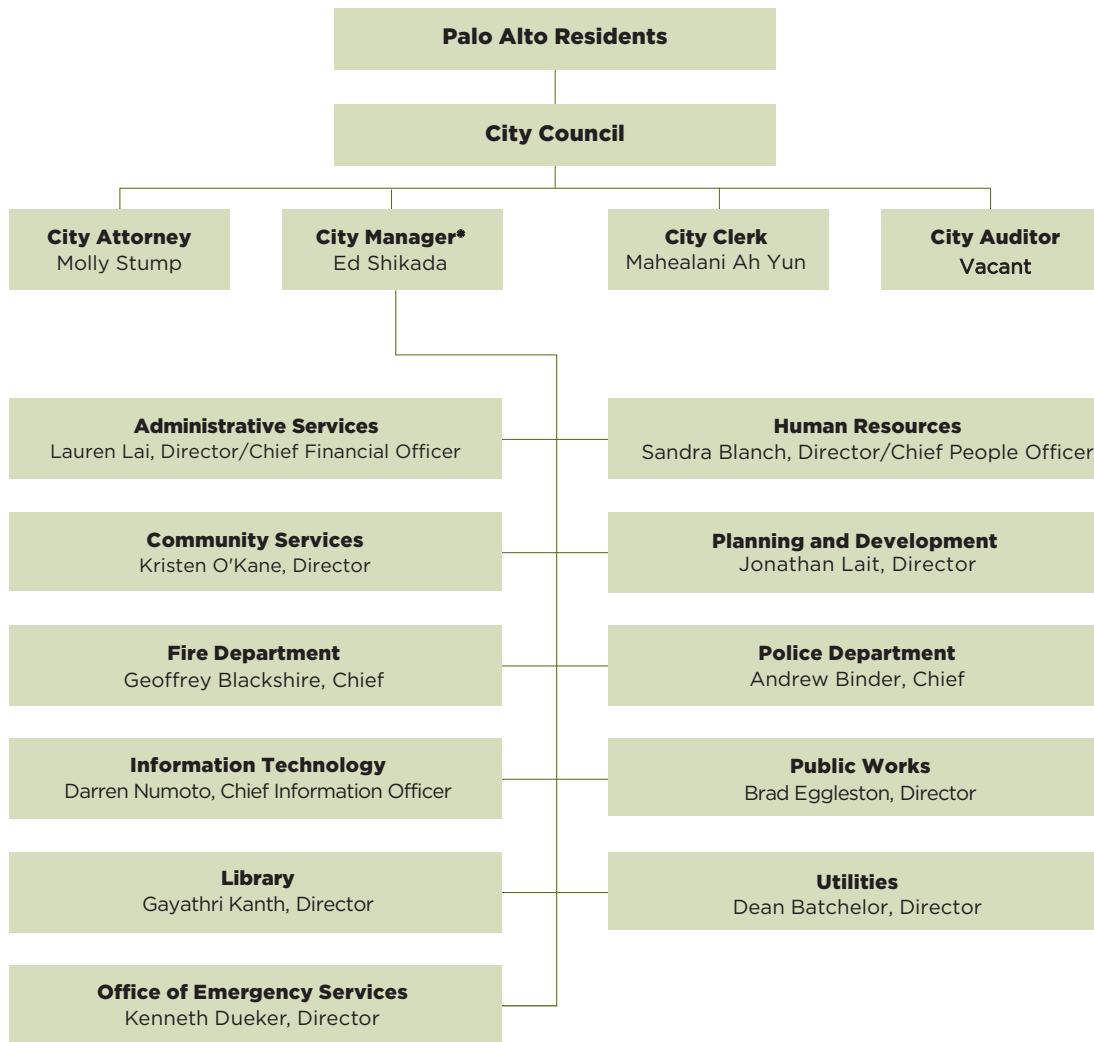 Palo Alto Residents
City Council
City Attorney
Molly Stump
City Manager*
Ed Shikada
City Clerk
Mahealani Ah Yun
City Auditor
Vacant
Administrative Services
Lauren Lai, Director/Chief Financial Officer
Human Resources
Sandra Blanch, Director/Chief People Officer
Community Services
Kristen O'Kane, Director
Planning and Development
Jonathan Lait, Director
Fire Department
Geoffrey Blackshire, Chief
Police Department
Andrew Binder, Chief
Information Technology
Darren Numoto, Chief Information Officer
Public Works
Brad Eggleston, Director
Library
Gayathri Kanth, Director
Utilities
Dean Batchelor, Director
Office of Emergency Services
Kenneth Dueker, Director